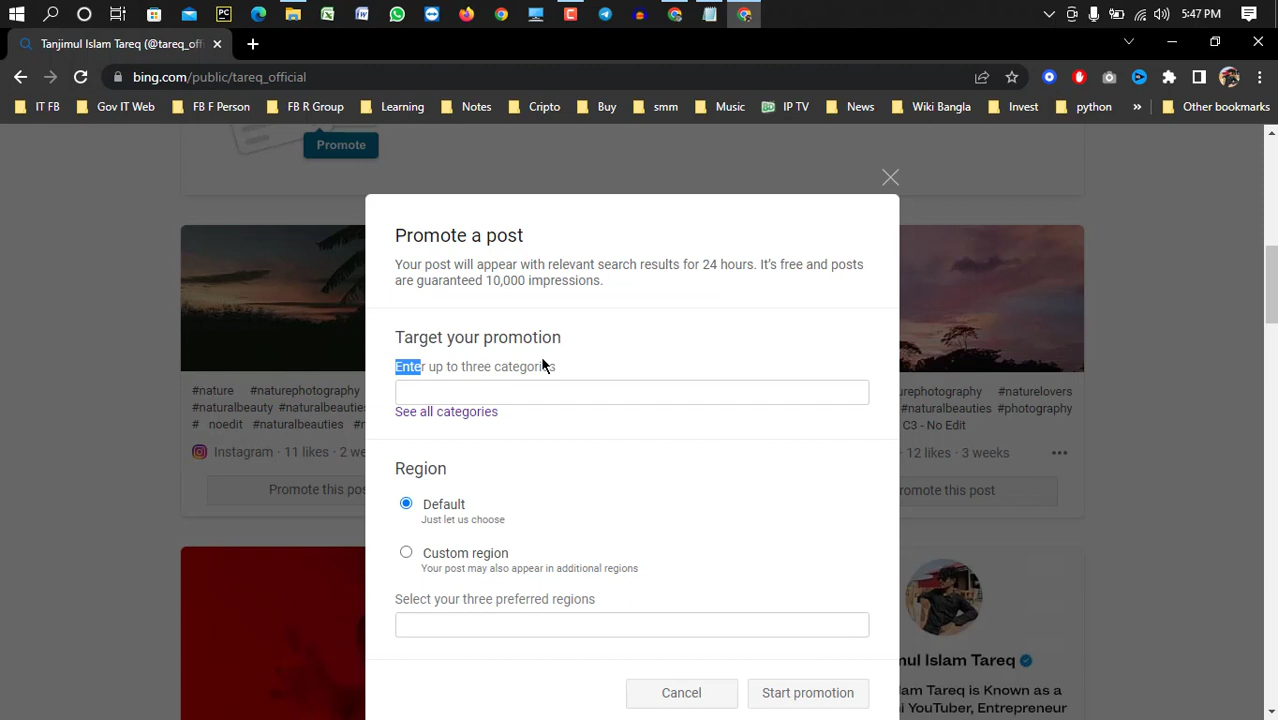 5:47 PM
Tanjimul Islam Tareq (@tareq_offi
bing.com/public/tareq_official
IT FB
Gov IT Web
FB F Person
FB R Group
Learning
Notes
Cripto
Buy
smm
Music
IP TV
News
Wiki Bangla
Invest
python
Other bookmarks
Promote
Promote a post
Your post will appear with relevant search results for 24 hours. It's free and posts
are guaranteed 10,000 impressions.
Target your promotion
Enter up to three categories
See all categories
Region
Default
Just let us choose
Custom region
Your post may also appear in additional regions
Select your three preferred regions
Cancel
Start promotion
#nature #naturephotography
#naturalbeauty #naturalbeauties
# noedit #naturalbeauties #
Instagram · 11 likes · 2 we
Promote this pos
naturephotography #naturelovers
#naturalbeauties #photography
C3 - No Edit
12 likes · 3 weeks
romote this post
mul Islam Tareq
lam Tareq is Known as a
i YouTuber, Entrepreneur